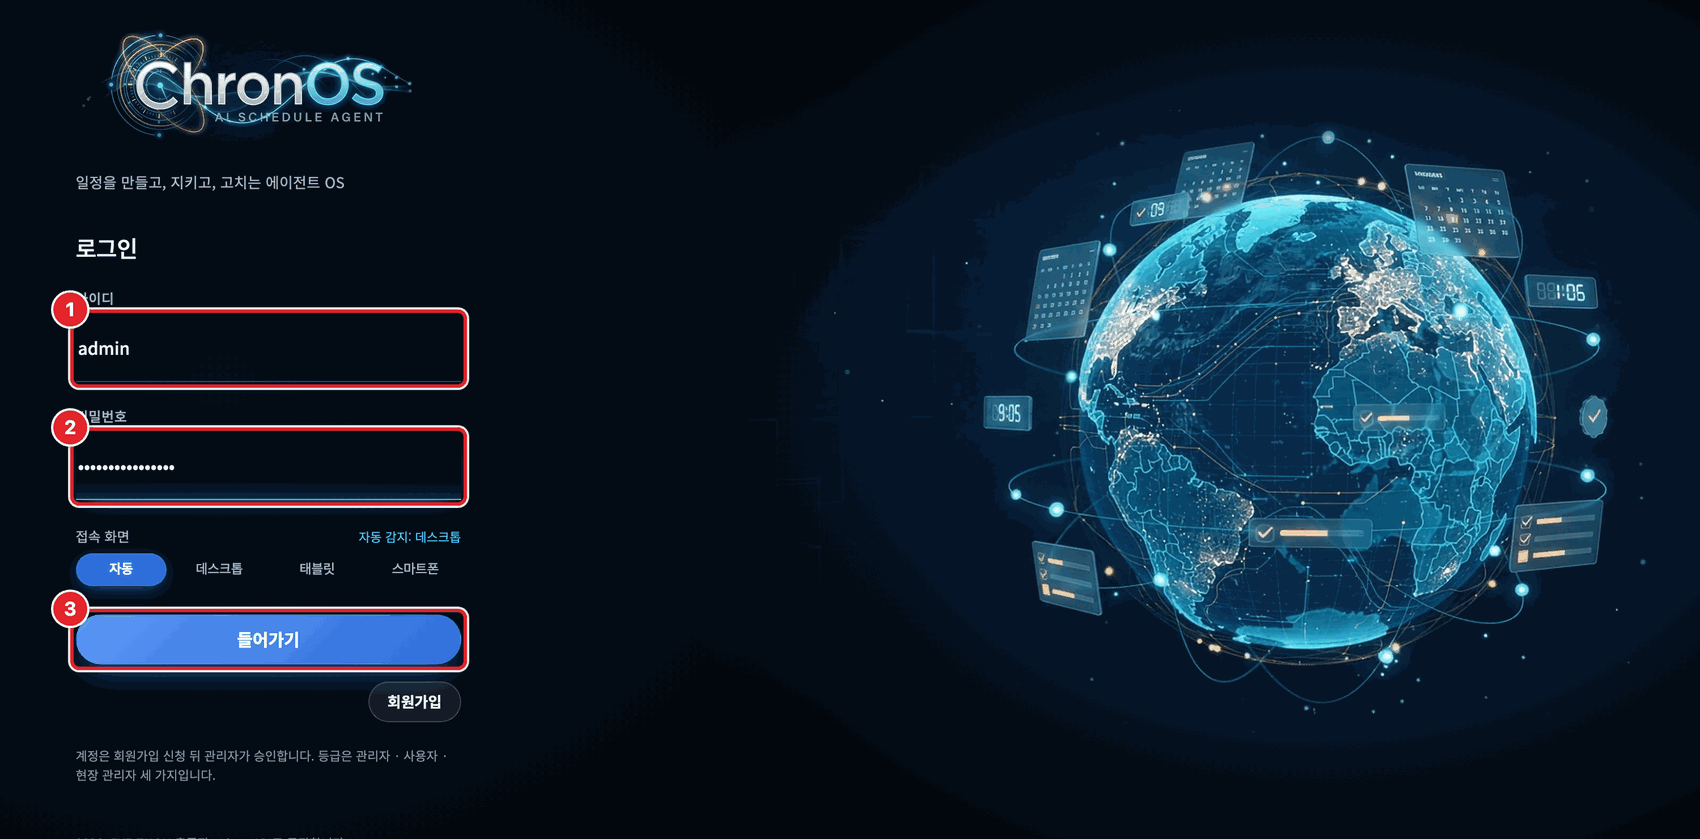 ChronOS
AI SCHEDULE AGENT
일정을 만들고, 지키고, 고치는 에이전트 OS
로그인
이디
1
admin
밀번호
2
접속 화면
자동 감지: 데스크톱
자동
데스크톱
태블릿
스마트폰
3
들어가기
회원가입
계정은 회원가입 신청 뒤 관리자가 승인합니다. 등급은 관리자 · 사용자 ·
현장 관리자 세 가지입니다.
09
1:06
9:05